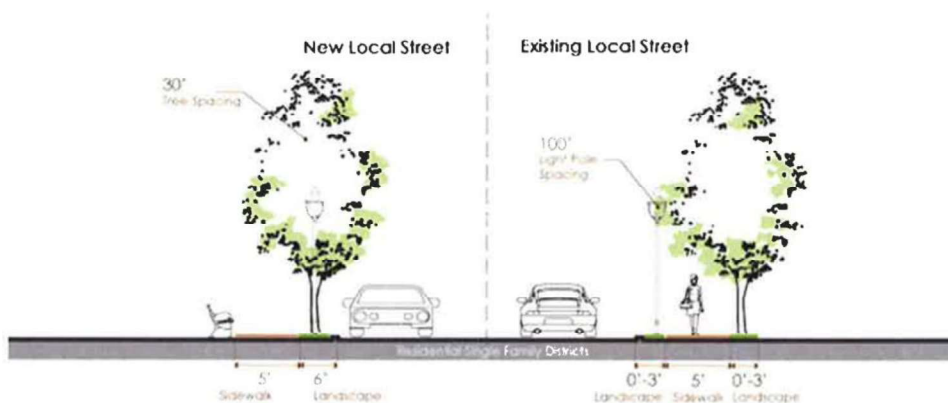 New Local Street
Existing Local Street
30'
Tree Spacing
100'
Light Pole
Spacing
Residential Single Family Districts
5'
Sidewalk
6'
Landscape
0'-3'
Landscape
5'
Sidewalk
0'-3'
Landscape